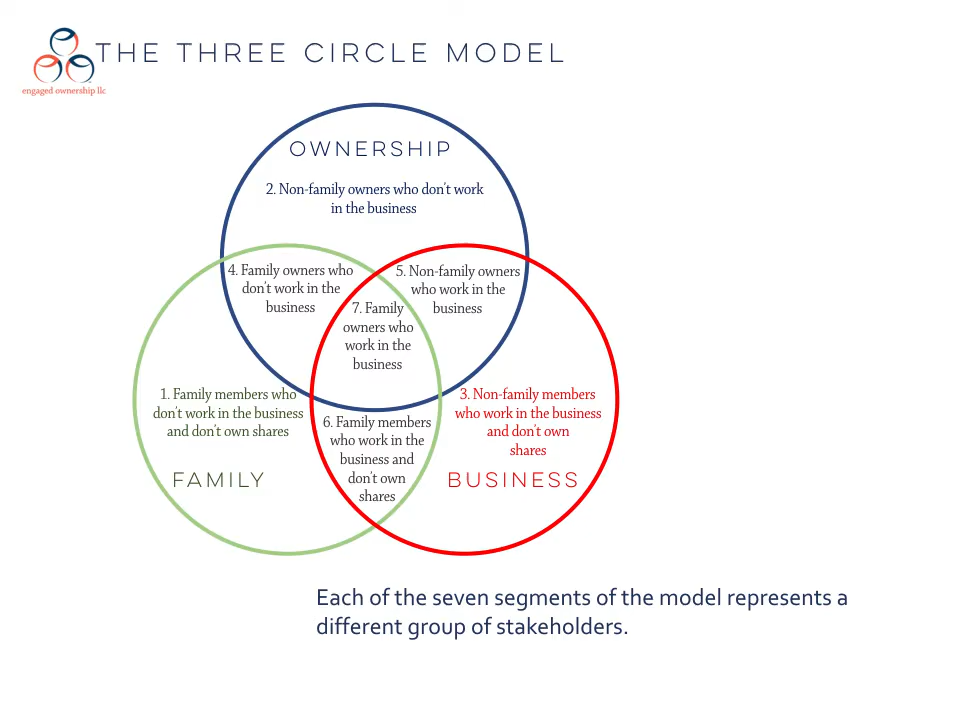 THE THREE CIRCLE MODEL
engaged ownership llc
OWNERSHIP
2. Non-family owners who don't work
in the business
4. Family owners who
don't work in the
business
5. Non-family owners
who work in the
business
7. Family
owners who
work in the
business
1. Family members who
don't work in the business
and don't own shares
3. Non-family members
who work in the business
and don't own
shares
6. Family members
who work in the
business and
don't own
shares
FAMILY
BUSINESS
Each of the seven segments of the model represents a
different group of stakeholders.